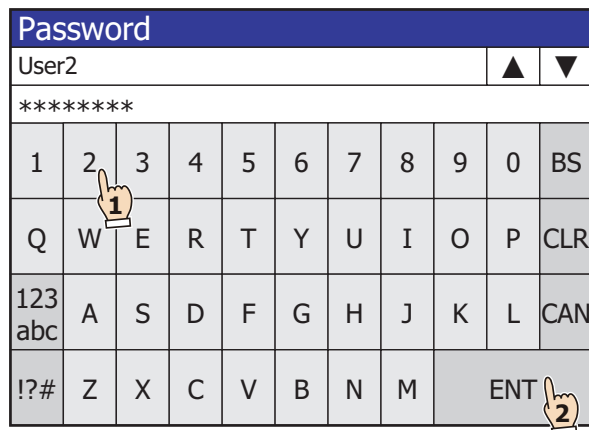 Password
User2 ▲ ▼
********
1 2 3 4 5 6 7 8 9 0 BS
1
Q W E R T Y U I O P CLR
123 abc A S D F G H J K L CAN
!?# Z X C V B N M ENT
2